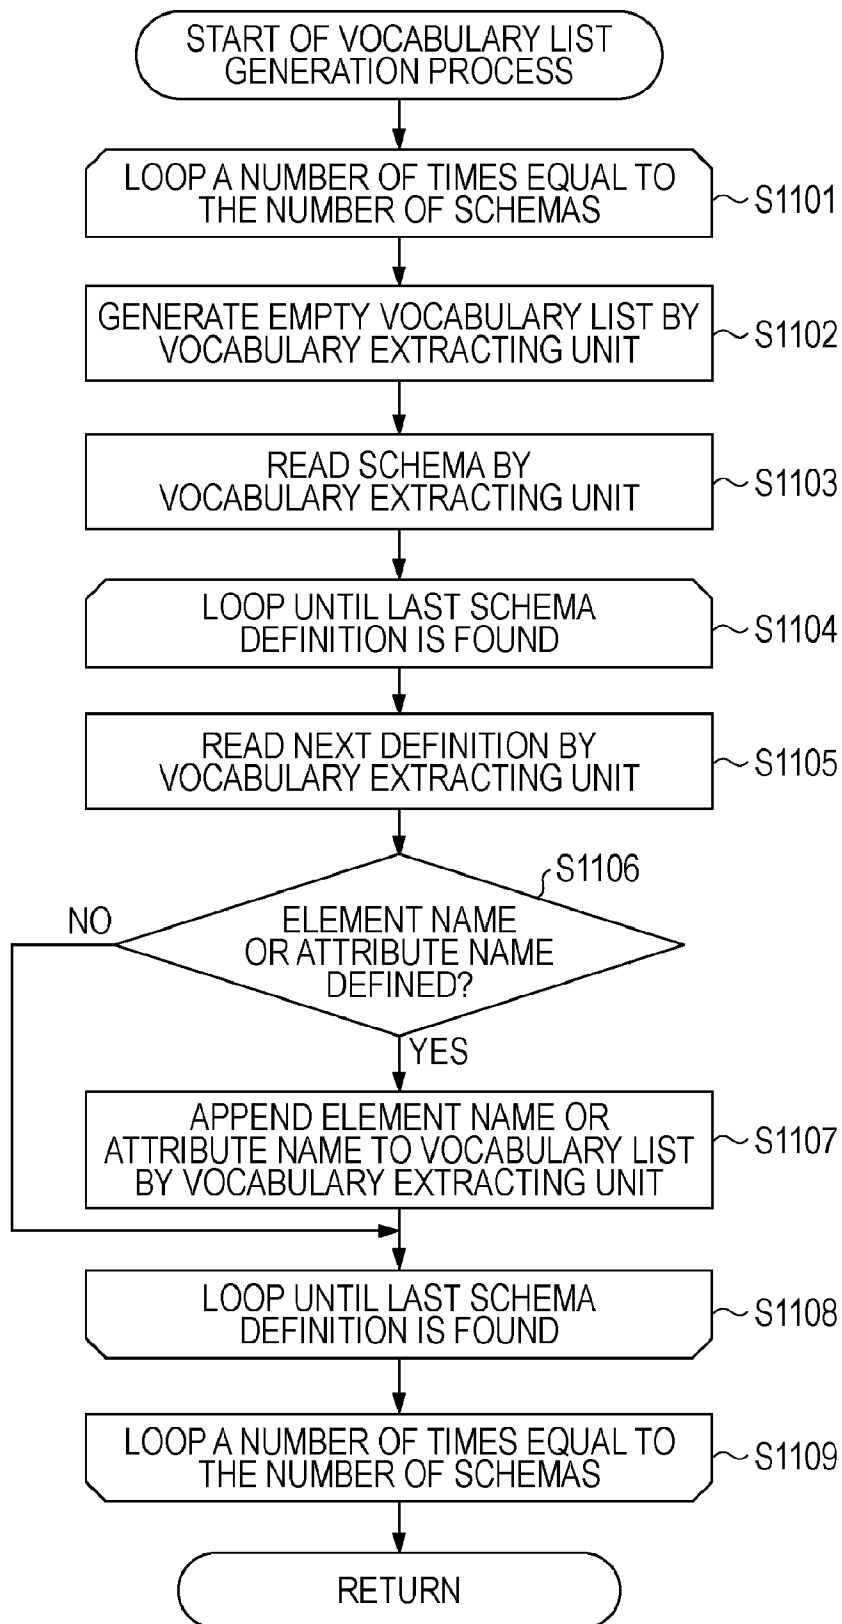 START OF VOCABULARY LIST
GENERATION PROCESS
LOOP A NUMBER OF TIMES EQUAL TO
THE NUMBER OF SCHEMAS
S1101
GENERATE EMPTY VOCABULARY LIST BY
VOCABULARY EXTRACTING UNIT
S1102
READ SCHEMA BY
VOCABULARY EXTRACTING UNIT
S1103
LOOP UNTIL LAST SCHEMA
DEFINITION IS FOUND
S1104
READ NEXT DEFINITION BY
VOCABULARY EXTRACTING UNIT
S1105
S1106
NO
ELEMENT NAME
OR ATTRIBUTE NAME
DEFINED?
YES
APPEND ELEMENT NAME OR
ATTRIBUTE NAME TO VOCABULARY LIST
BY VOCABULARY EXTRACTING UNIT
S1107
LOOP UNTIL LAST SCHEMA
DEFINITION IS FOUND
S1108
LOOP A NUMBER OF TIMES EQUAL TO
THE NUMBER OF SCHEMAS
S1109
RETURN